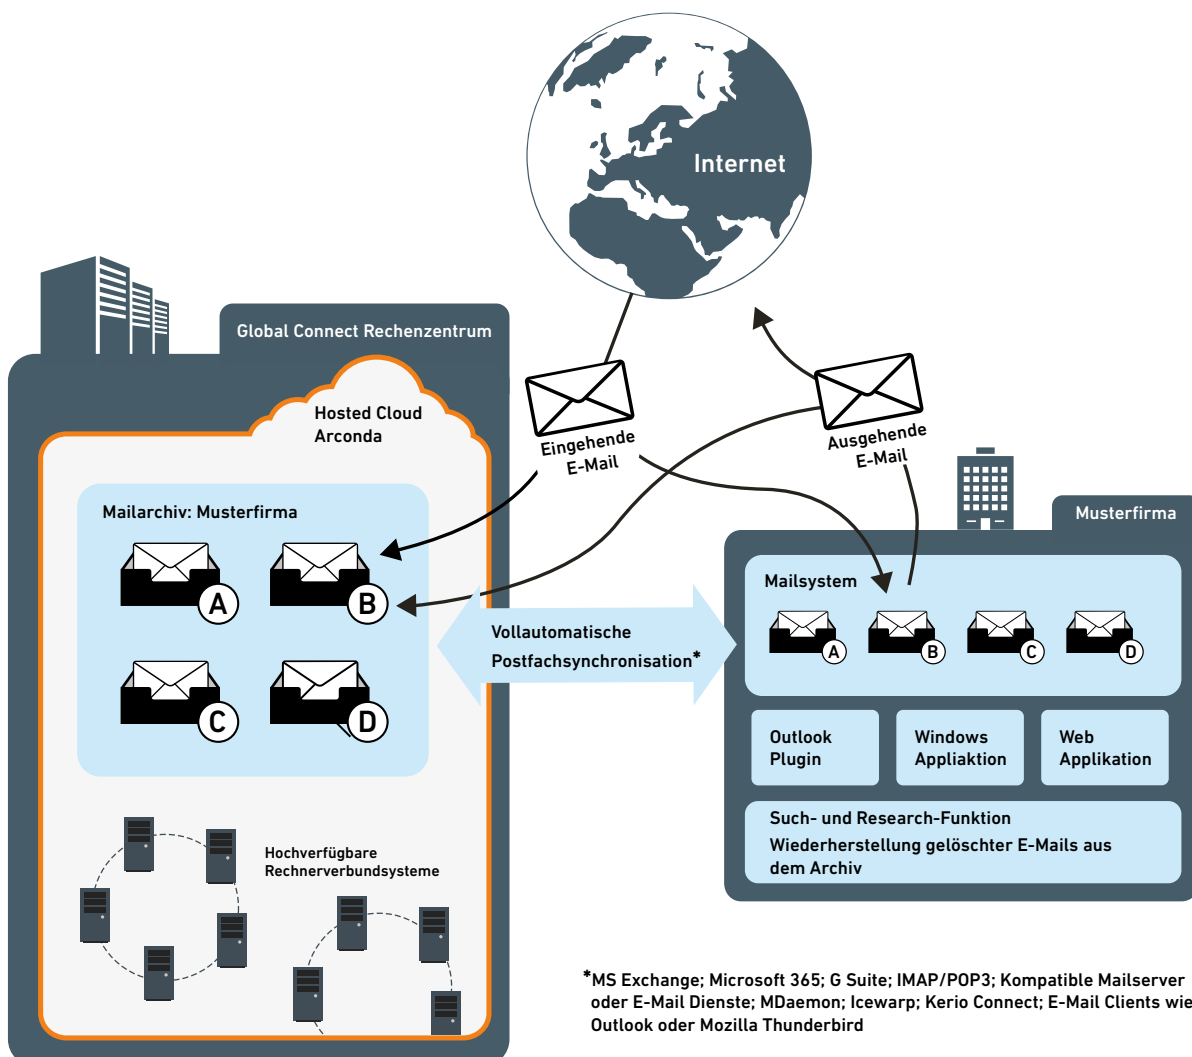 Internet
Global Connect Rechenzentrum
Hosted Cloud
Arconda
Eingehende
E-Mail
Ausgehende
E-Mail
Mailarchiv: Musterfirma
A
B
C
D
Vollautomatische
Postfachsynchronisation*
Musterfirma
Mailsystem
A
B
C
D
Outlook
Plugin
Windows
Appliaktion
Web
Applikation
Such- und Research-Funktion
Wiederherstellung gelöschter E-Mails aus
dem Archiv
Hochverfügbare
Rechnerverbundsysteme
*MS Exchange; Microsoft 365; G Suite; IMAP/POP3; Kompatible Mailserver
oder E-Mail Dienste; MDaemon; Icewarp; Kerio Connect; E-Mail Clients wie
Outlook oder Mozilla Thunderbird